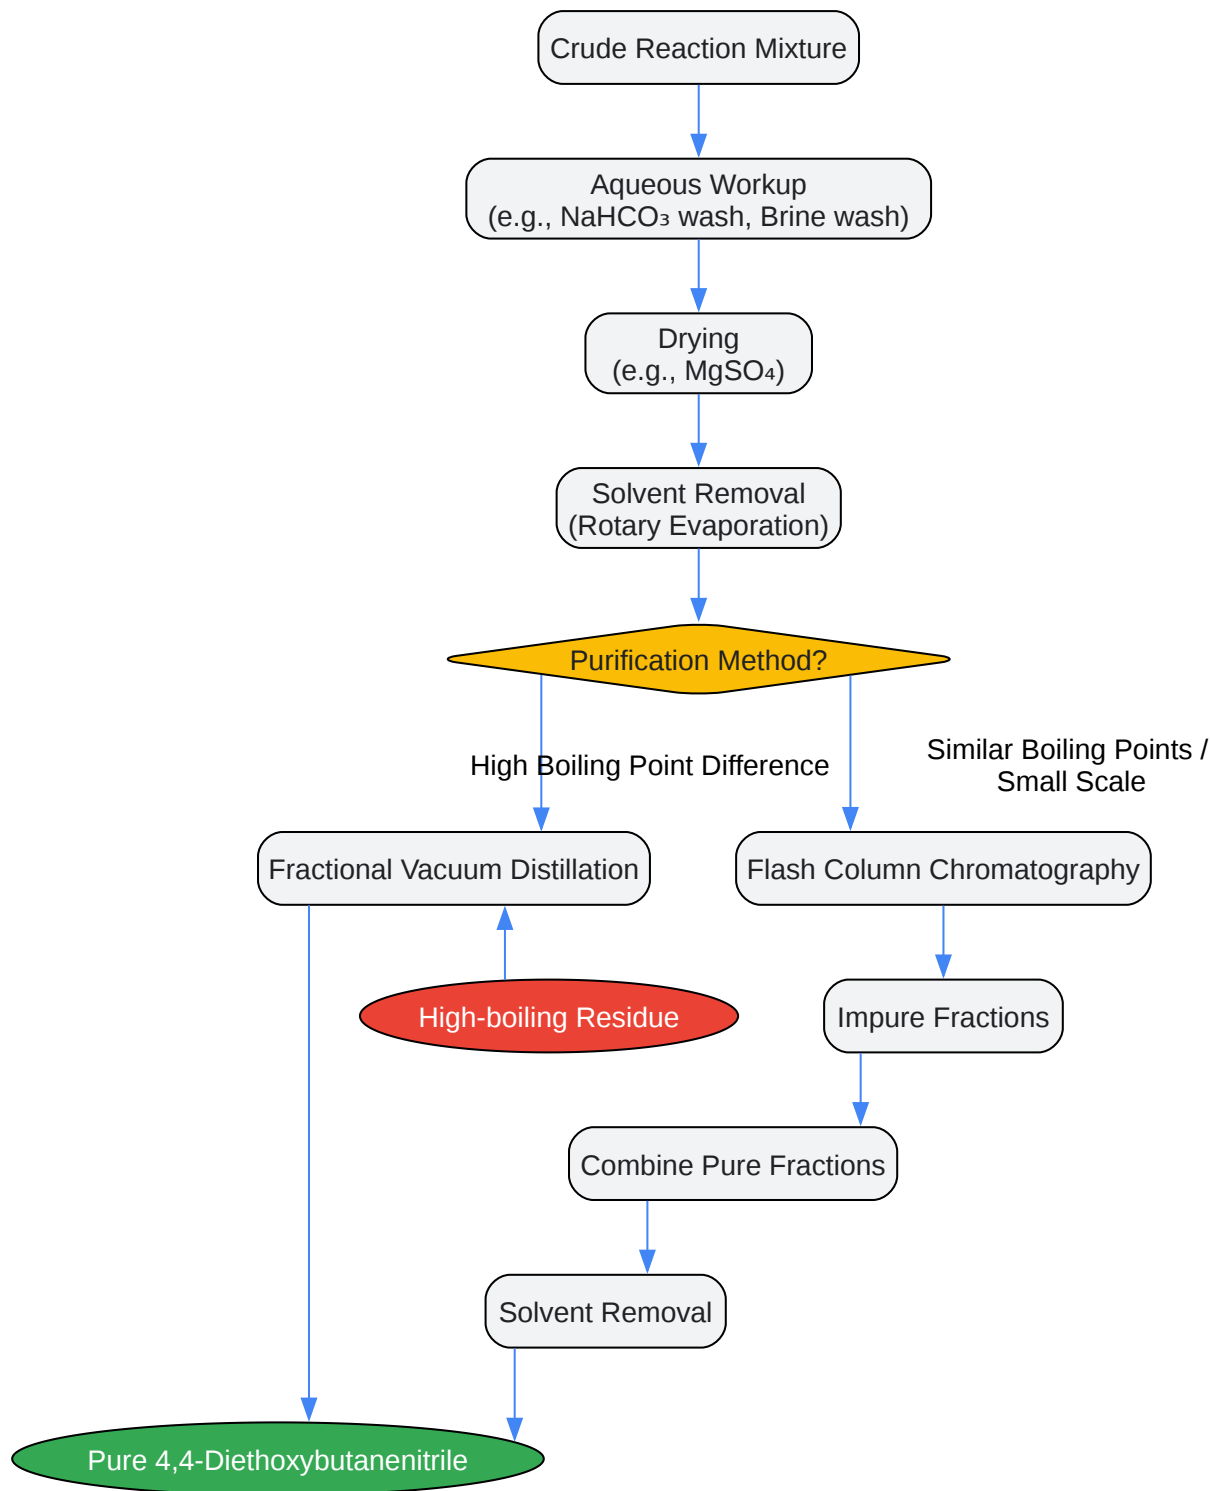 Crude Reaction Mixture
Aqueous Workup
(e.g., NaHCO₃ wash, Brine wash)
Drying
(e.g., MgSO₄)
Solvent Removal
(Rotary Evaporation)
Purification Method?
High Boiling Point Difference
Similar Boiling Points /
Small Scale
Fractional Vacuum Distillation
Flash Column Chromatography
High-boiling Residue
Impure Fractions
Combine Pure Fractions
Solvent Removal
Pure 4,4-Diethoxybutanenitrile